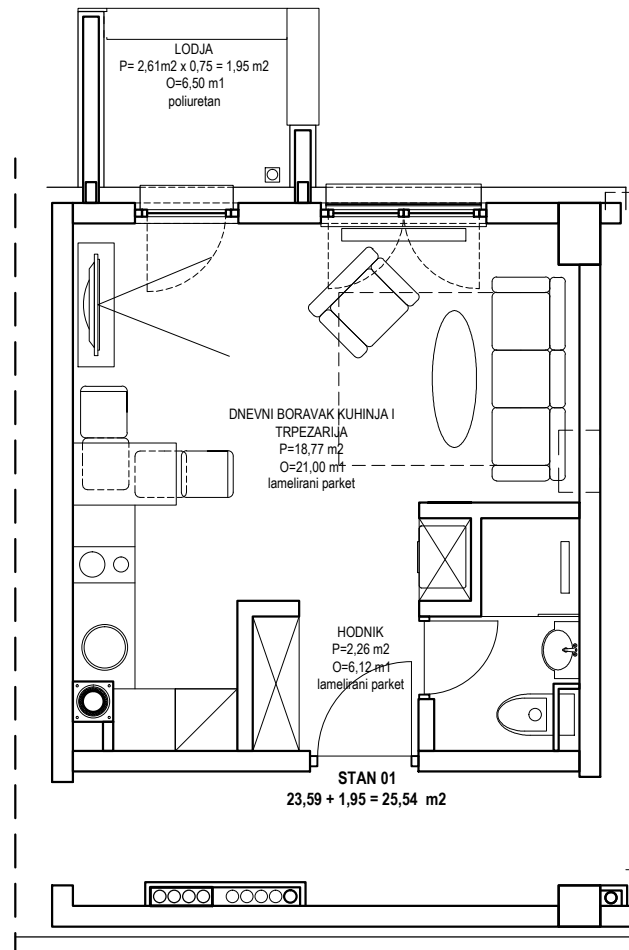 LODJA
P= 2,61m2 x 0,75 = 1,95 m2
O=6,50 m1
poliuretan
DNEVNI BORAVAK KUHINJA I
TRPEZARIJA
P=18,77 m2
O=21,00 m1
lamelirani parket
HODNIK
P=2,26 m2
O=6,12 m1
lamelirani parket
STAN 01
23,59 + 1,95 = 25,54 m2